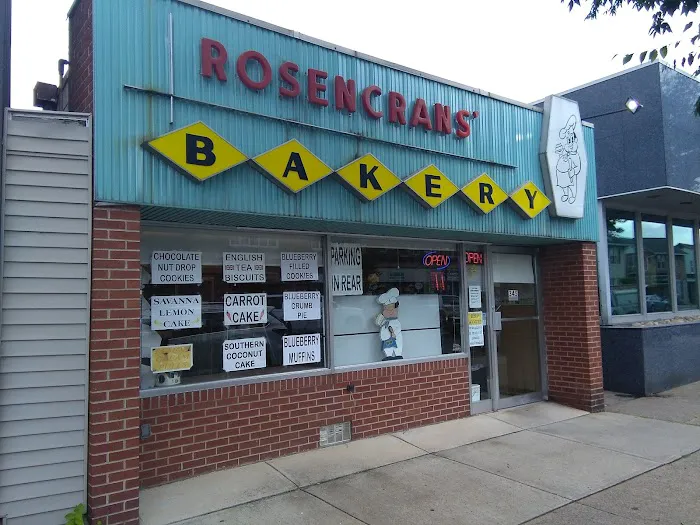 ROSENCRANS'
BAKERY
CHOCOLATE
NUT DROP
COOKIES
ENGLISH
TEA
BISCUITS
BLUEBERRY
FILLED
COOKIES
SAVANNA
LEMON
CAKE
CARROT
CAKE
BLUEBERRY
CRUMB
PIE
SOUTHERN
COCONUT
CAKE
BLUEBERRY
MUFFINS
PARKING
IN REAR
OPEN
OPEN